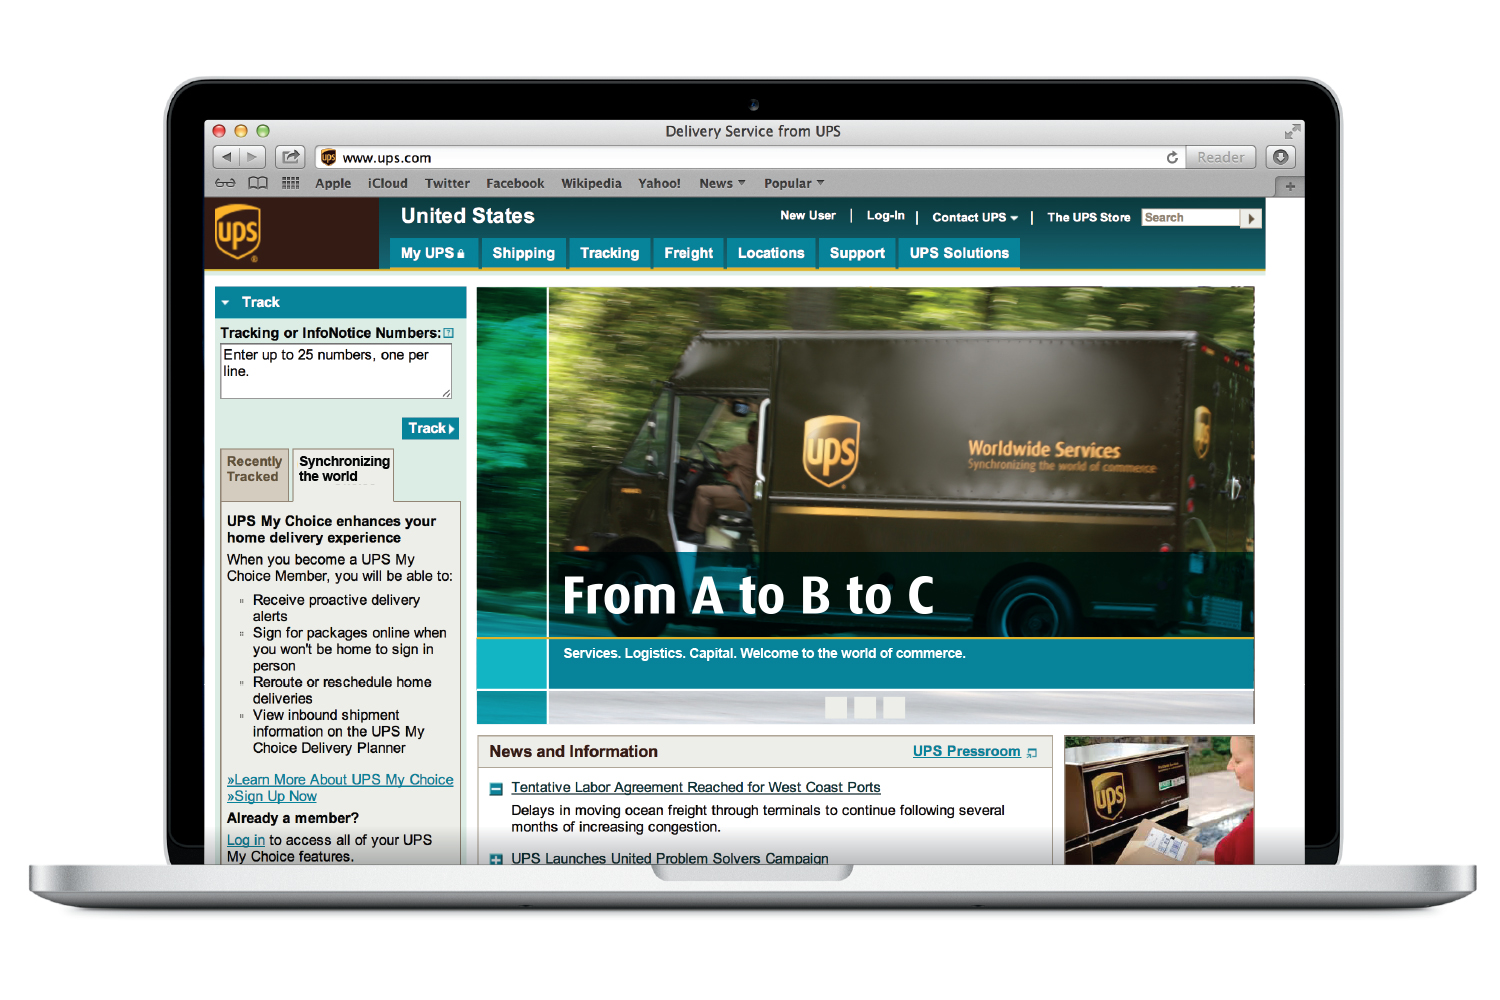 Delivery Service from UPS
ups www.ups.com
Reader
Apple iCloud Twitter Facebook Wikipedia Yahoo! News Popular
ups
United States
New User | Log-In | Contact UPS | The UPS Store Search
My UPS Shipping Tracking Freight Locations Support UPS Solutions
Track
Tracking or InfoNotice Numbers: ?
Enter up to 25 numbers, one per
line.
Track
Recently
Tracked
Synchronizing
the world
UPS My Choice enhances your
home delivery experience
When you become a UPS My
Choice Member, you will be able to:
Receive proactive delivery
alerts
Sign for packages online when
you won't be home to sign in
person
Reroute or reschedule home
deliveries
View inbound shipment
information on the UPS My
Choice Delivery Planner
»Learn More About UPS My Choice
»Sign Up Now
Already a member?
Log in to access all of your UPS
My Choice features.
ups
Worldwide Services
Synchronizing the world of commerce
From A to B to C
Services. Logistics. Capital. Welcome to the world of commerce.
News and Information
UPS Pressroom
Tentative Labor Agreement Reached for West Coast Ports
Delays in moving ocean freight through terminals to continue following several
months of increasing congestion.
UPS Launches United Problem Solvers Campaign
ups